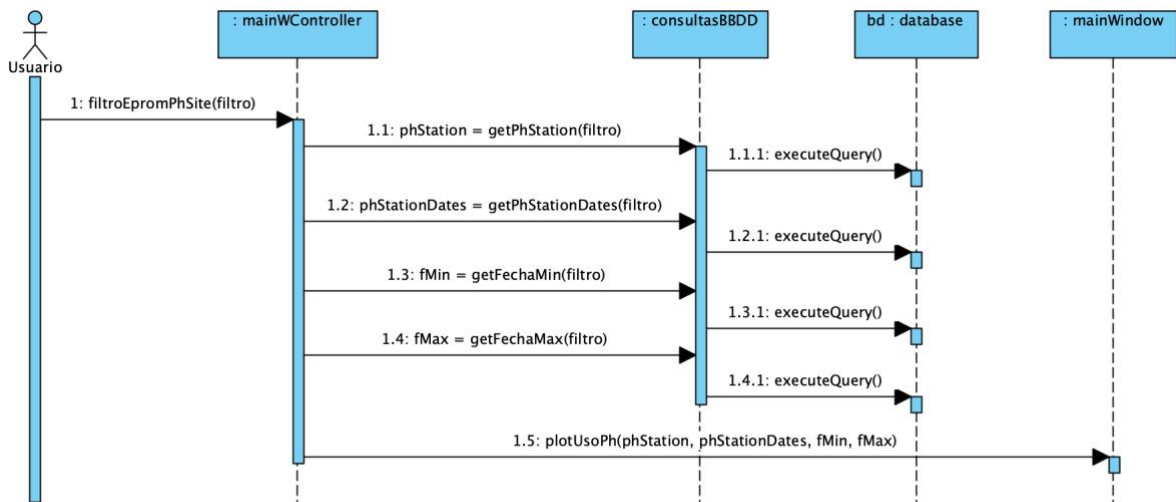 : mainWController
: consultasBBDD
bd : database
: mainWindow
Usuario
1: filtroEpromPhSite(filtro)
1.1: phStation = getPhStation(filtro)
1.1.1: executeQuery()
1.2: phStationDates = getPhStationDates(filtro)
1.2.1: executeQuery()
1.3: fMin = getFechaMin(filtro)
1.3.1: executeQuery()
1.4: fMax = getFechaMax(filtro)
1.4.1: executeQuery()
1.5: plotUsoPh(phStation, phStationDates, fMin, fMax)